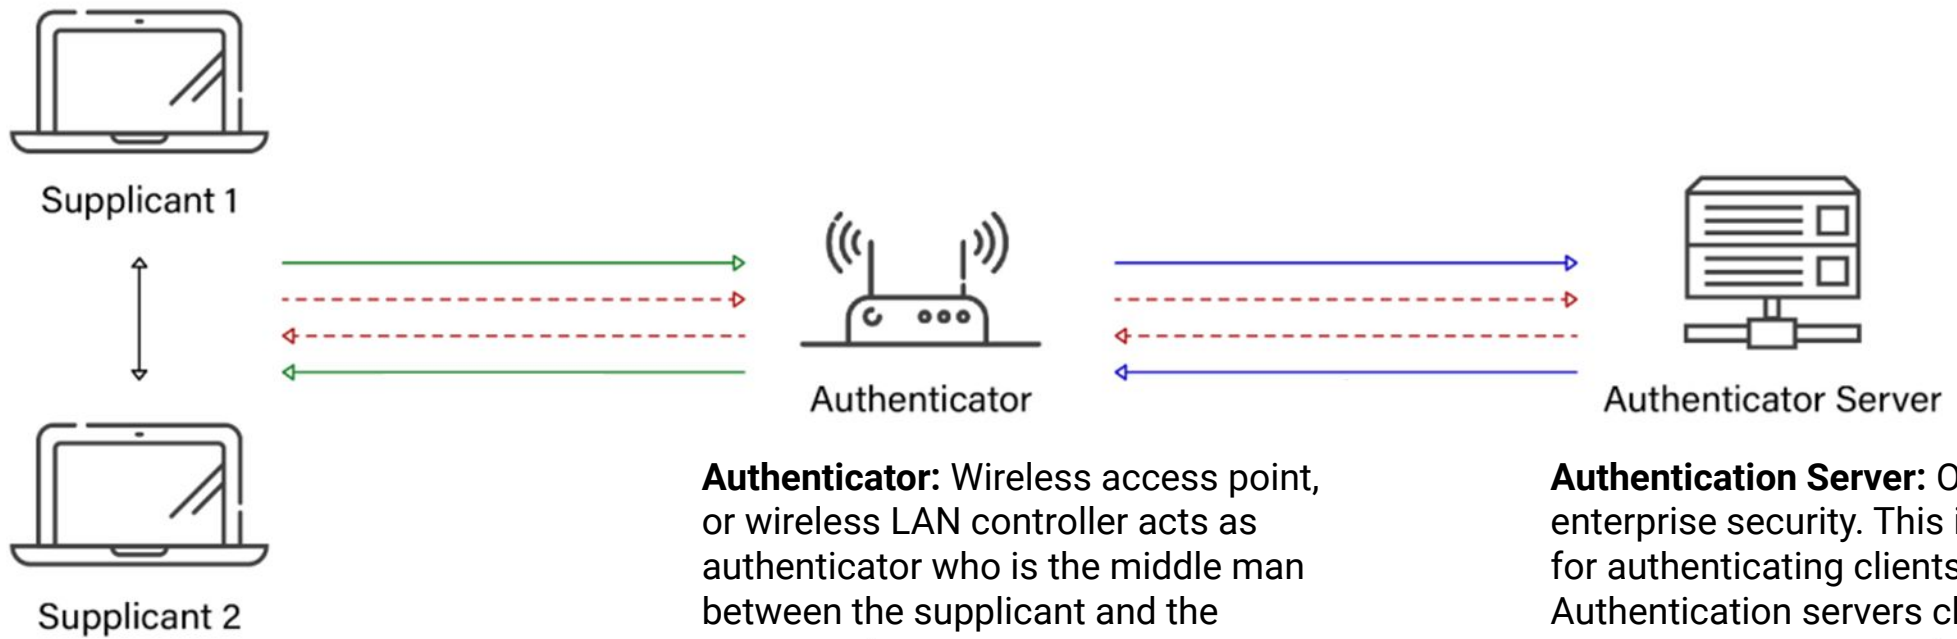 Supplicant 1
Authenticator
Authenticator Server
Supplicant 2
Authenticator: Wireless access point,
or wireless LAN controller acts as
authenticator who is the middle man
between the supplicant and the
Authentication Server:
enterprise security. This
for authenticating clients
Authentication servers